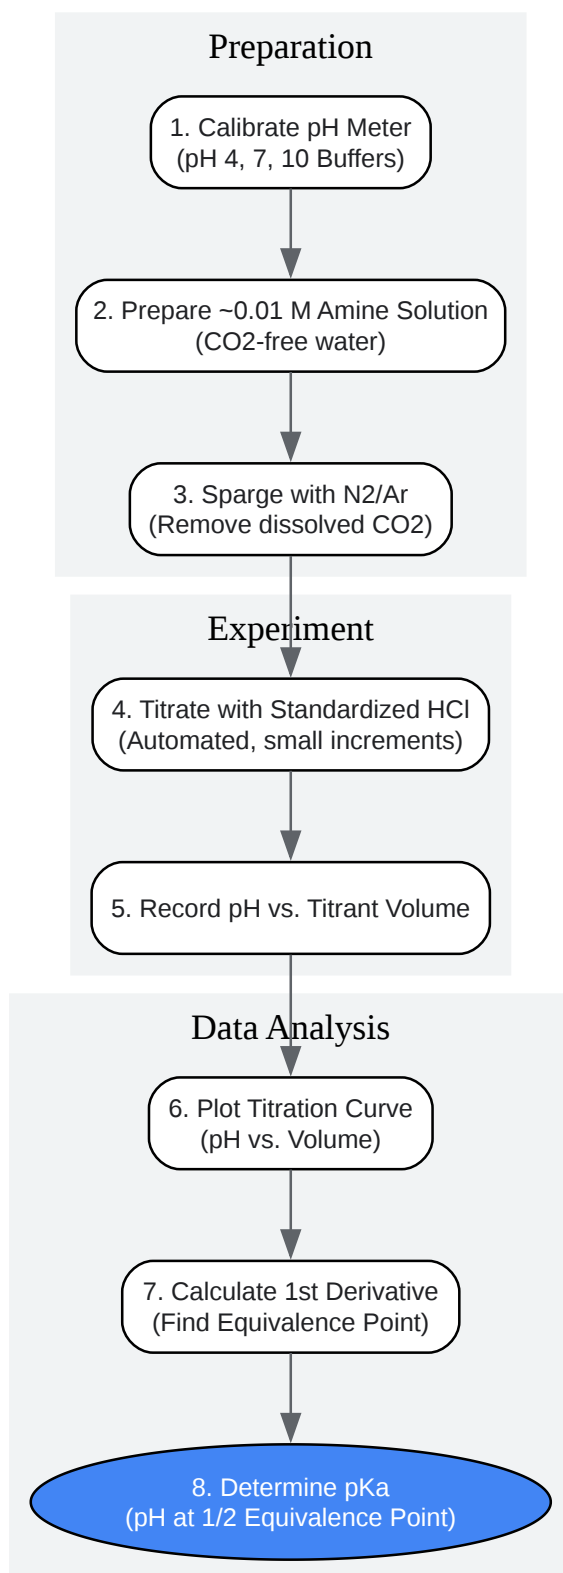 Preparation
1. Calibrate pH Meter
(pH 4, 7, 10 Buffers)
2. Prepare ~0.01 M Amine Solution
(CO2-free water)
3. Sparge with N2/Ar
(Remove dissolved CO2)
Experiment
4. Titrate with Standardized HCl
(Automated, small increments)
5. Record pH vs. Titrant Volume
Data Analysis
6. Plot Titration Curve
(pH vs. Volume)
7. Calculate 1st Derivative
(Find Equivalence Point)
8. Determine pKa
(pH at 1/2 Equivalence Point)